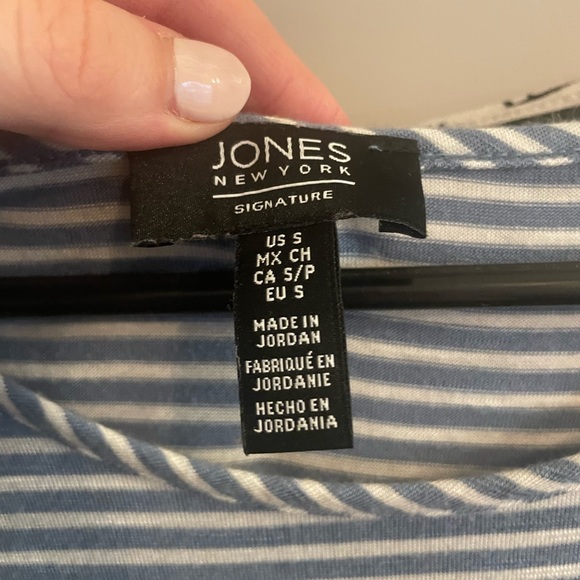 JONES
NEW YORK
SIGNATURE
US S
MX CH
CA S/P
EU S
MADE IN
JORDAN
FABRIQUÉ EN
JORDANIE
HECHO EN
JORDANIA